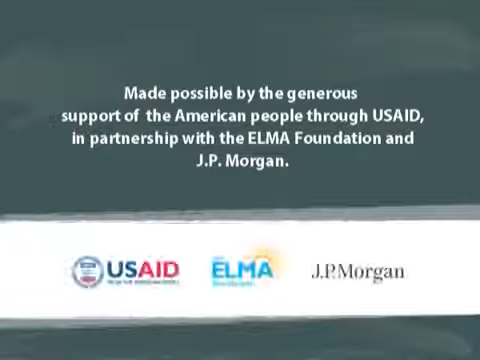 Made possible by the generous
support of the American people through USAID,
in partnership with the ELMA Foundation and
J.P. Morgan.
USAID
ELMA
J.P.Morgan